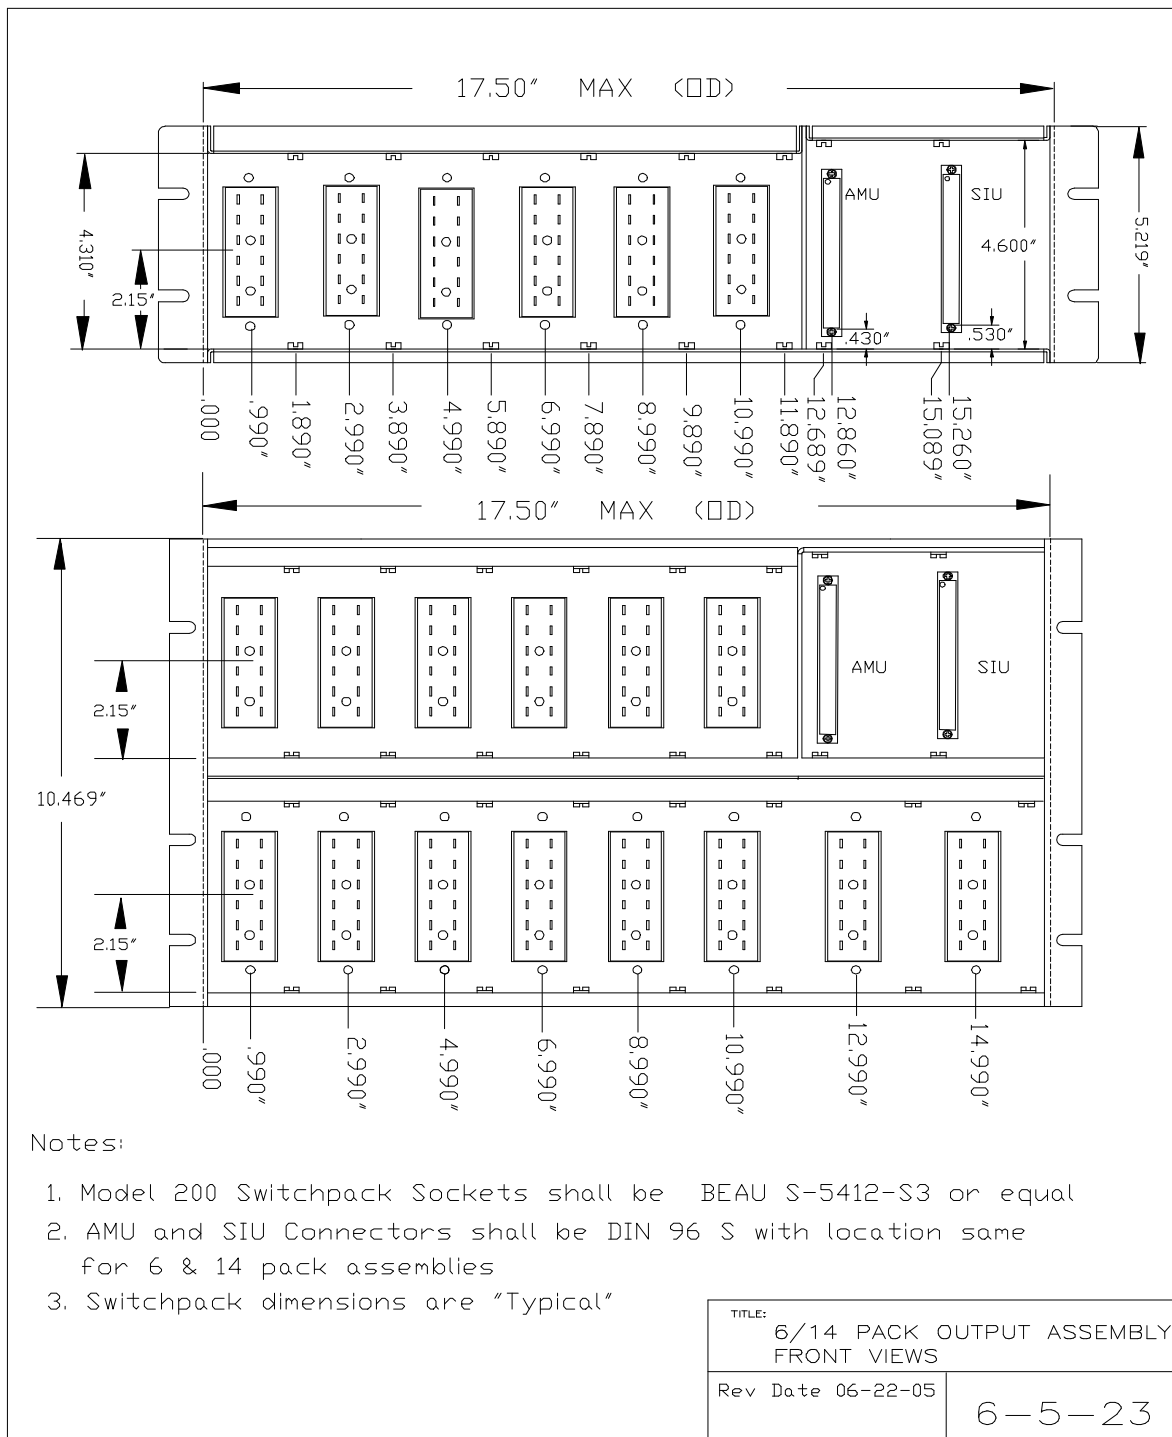 17.50" MAX (□D)
AMU
SIU
4.310"
2.15"
4.600"
5.219"
.430"
.530"
.000
.990"
1.890"
2.990"
3.890"
4.990"
5.890"
6.990"
7.890"
8.990"
9.890"
10.990"
11.890"
12.689"
12.860"
15.089"
15.260"
17.50" MAX (□D)
AMU
SIU
2.15"
10.469"
2.15"
.000
.990"
2.990"
4.990"
6.990"
8.990"
10.990"
12.990"
14.990"
Notes:
1. Model 200 Switchpack Sockets shall be BEAU S-5412-S3 or equal
2. AMU and SIU Connectors shall be DIN 96 S with location same
for 6 & 14 pack assemblies
3. Switchpack dimensions are "Typical"
TITLE:
6/14 PACK OUTPUT ASSEMBLY
FRONT VIEWS
Rev Date 06-22-05
6-5-23